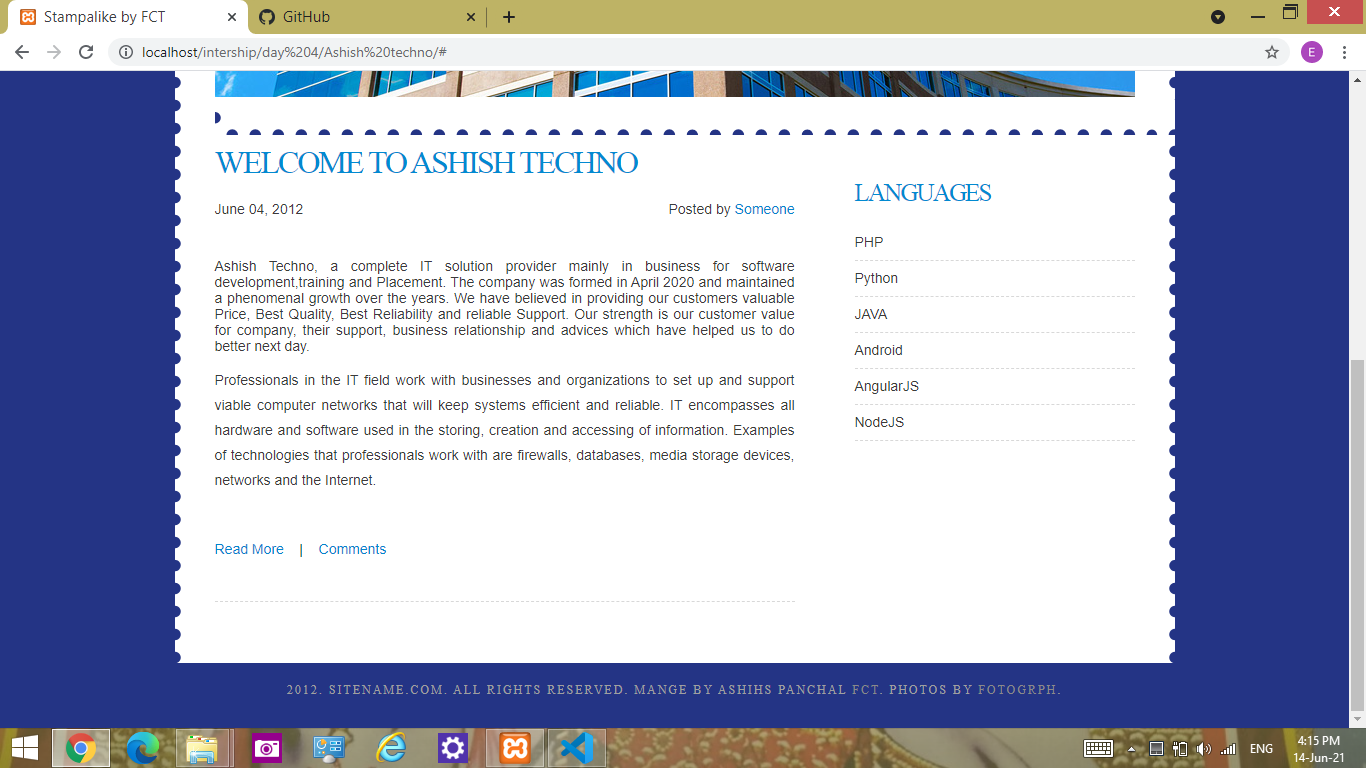 Stampalike by FCT
GitHub
localhost/intership/day%204/Ashish%20techno/#
E
WELCOME TO ASHISH TECHNO
June 04, 2012 Posted by Someone
Ashish Techno, a complete IT solution provider mainly in business for software
development,training and Placement. The company was formed in April 2020 and maintained
a phenomenal growth over the years. We have believed in providing our customers valuable
Price, Best Quality, Best Reliability and reliable Support. Our strength is our customer value
for company, their support, business relationship and advices which have helped us to do
better next day.
Professionals in the IT field work with businesses and organizations to set up and support
viable computer networks that will keep systems efficient and reliable. IT encompasses all
hardware and software used in the storing, creation and accessing of information. Examples
of technologies that professionals work with are firewalls, databases, media storage devices,
networks and the Internet.
Read More | Comments
LANGUAGES
PHP
Python
JAVA
Android
AngularJS
NodeJS
2012. SITENAME.COM. ALL RIGHTS RESERVED. MANGE BY ASHIHS PANCHAL FCT. PHOTOS BY FOTOGRPH.
ENG
4:15 PM
14-Jun-21